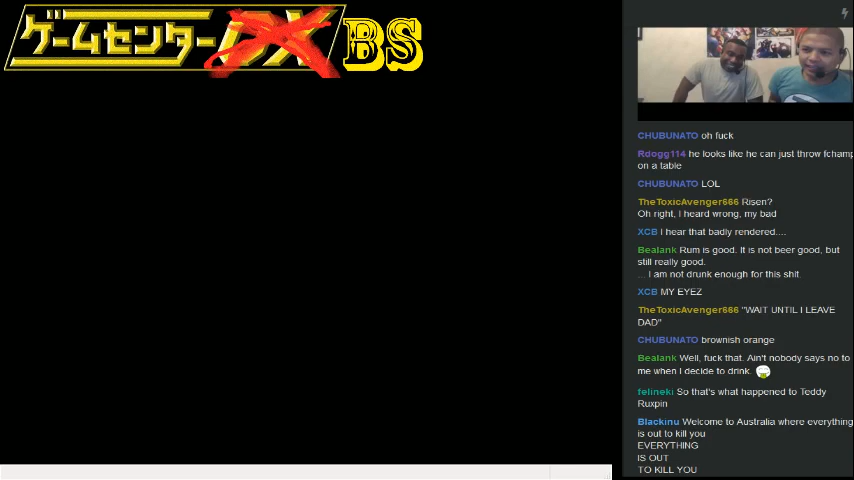 ゲームセンターDX BS
CHUBUNATO oh fuck
Rdogg114 he looks like he can just throw fchamp
on a table
CHUBUNATO LOL
TheToxicAvenger666 Risen?
Oh right, I heard wrong, my bad
XCB I hear that badly rendered....
Bealank Rum is good. It is not beer good, but
still really good.
... I am not drunk enough for this shit.
XCB MY EYEZ
TheToxicAvenger666 "WAIT UNTIL I LEAVE
DAD"
CHUBUNATO brownish orange
Bealank Well, fuck that. Ain't nobody says no to
me when I decide to drink.
felineki So that's what happened to Teddy
Ruxpin
Blackinu Welcome to Australia where everything
is out to kill you
EVERYTHING
IS OUT
TO KILL YOU